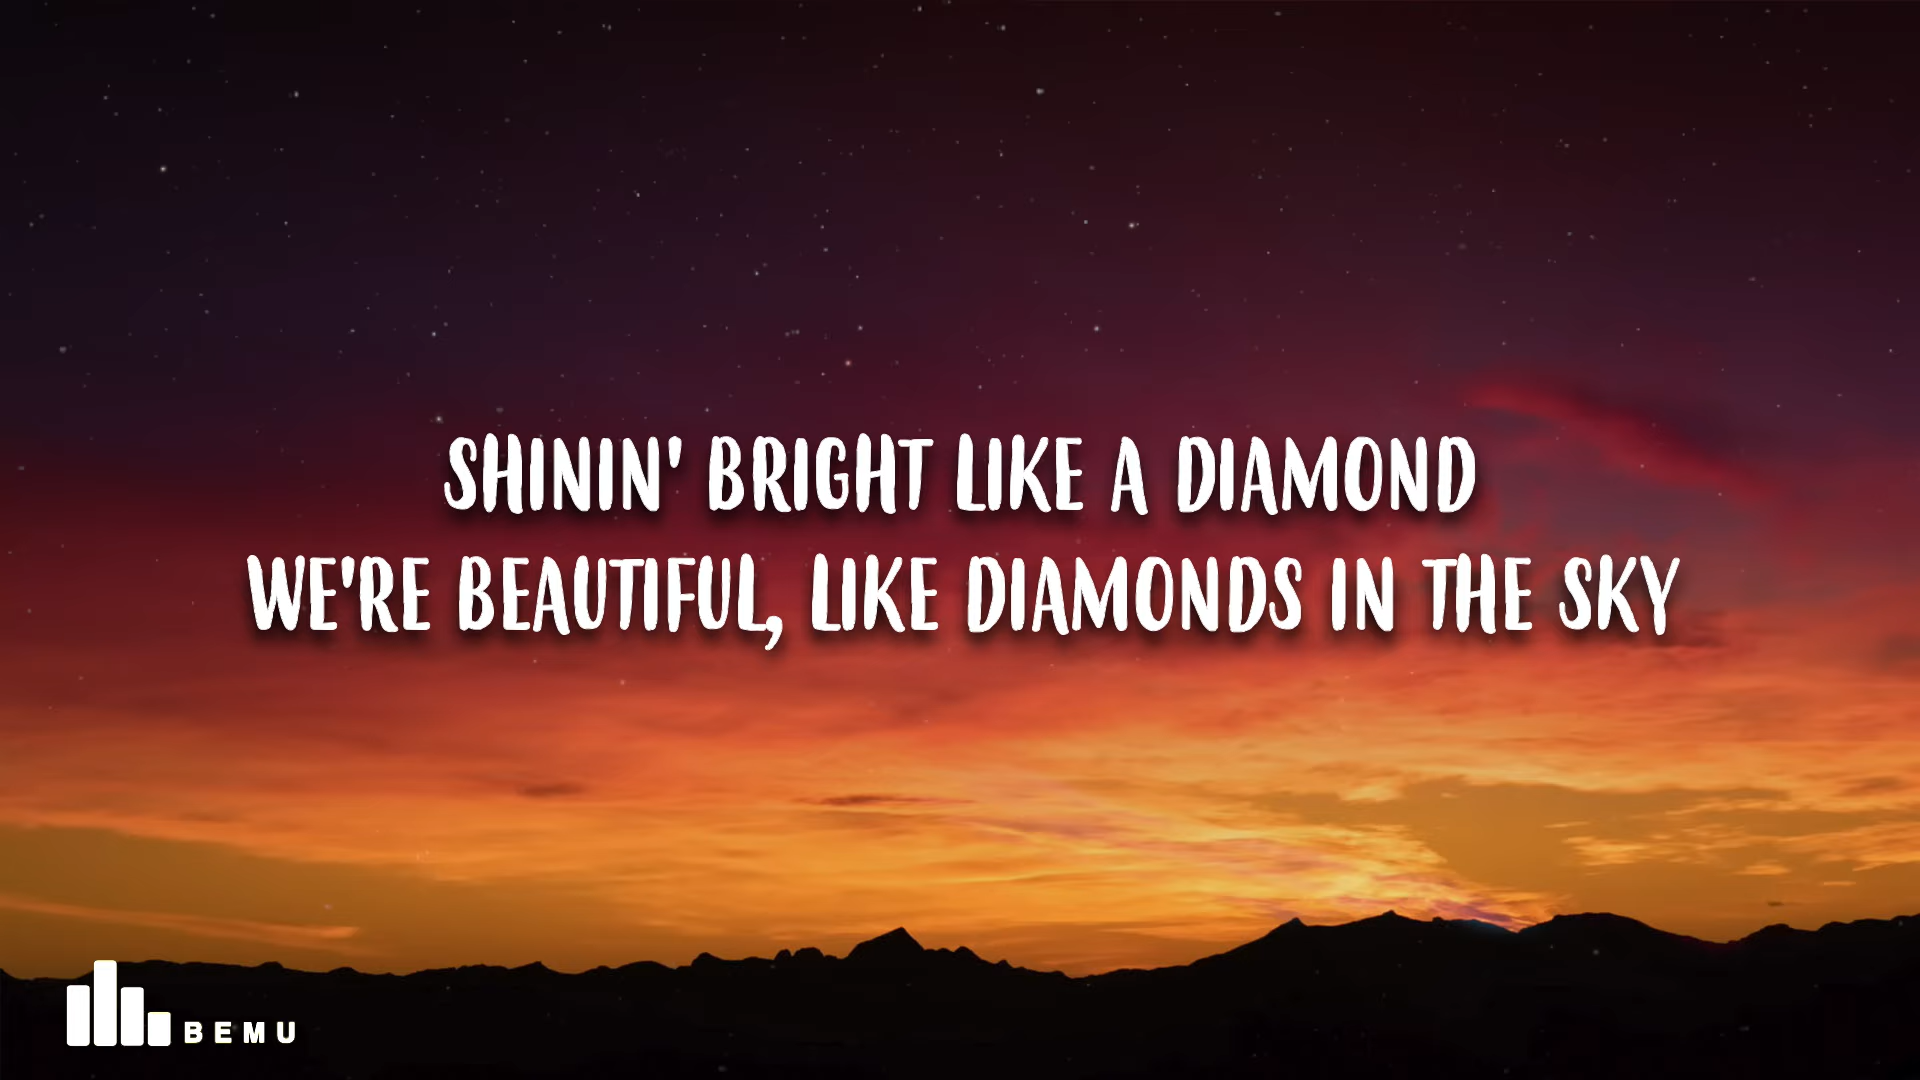 SHININ' BRIGHT LIKE A DIAMOND
WE'RE BEAUTIFUL, LIKE DIAMONDS IN THE SKY
BEMU